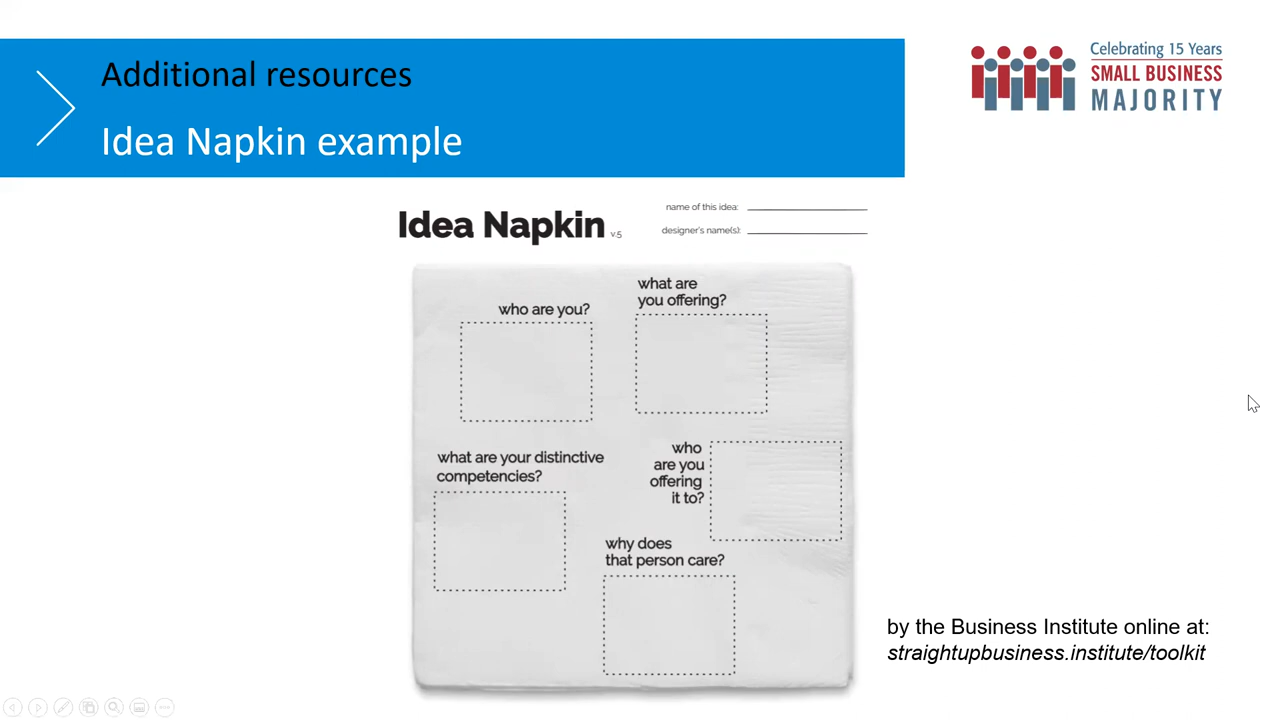 Additional resources
Idea Napkin example
Celebrating 15 Years
SMALL BUSINESS
MAJORITY
Idea Napkin v.5
name of this idea:
designer's name(s):
who are you?
what are
you offering?
what are your distinctive
competencies?
who
are you
offering
it to?
why does
that person care?
by the Business Institute online at:
straightupbusiness.institute/toolkit